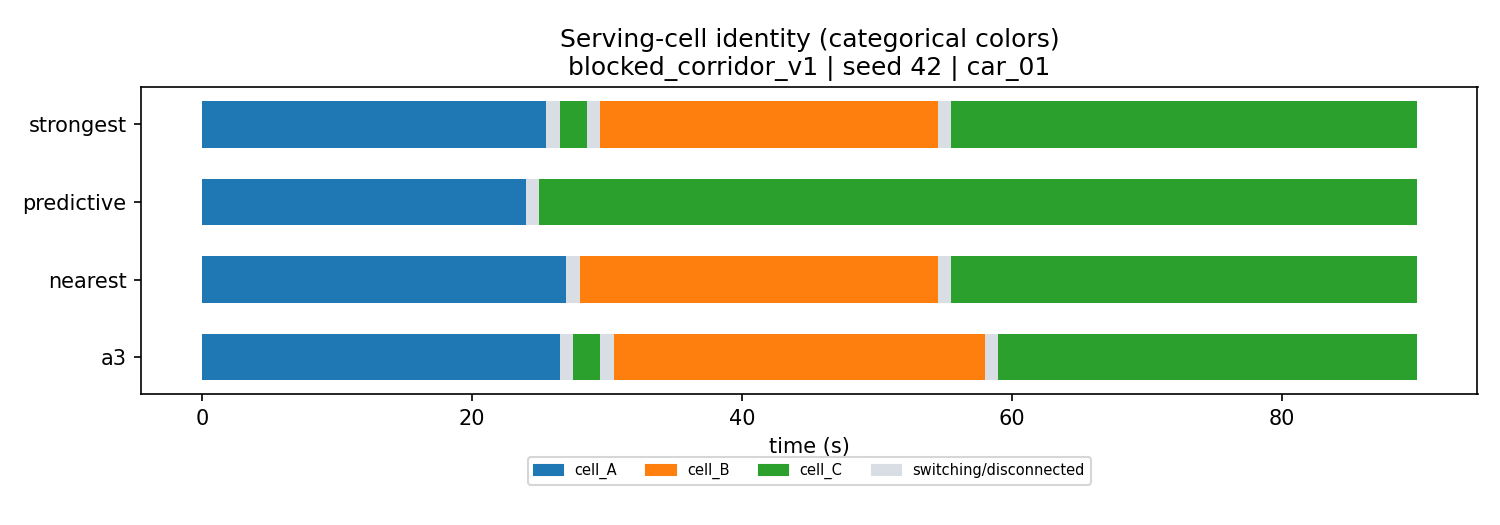 Serving-cell identity (categorical colors)
blocked_corridor_v1 | seed 42 | car_01
strongest
predictive
nearest
a3
0 20 40 60 80
time (s)
cell_A cell_B cell_C switching/disconnected